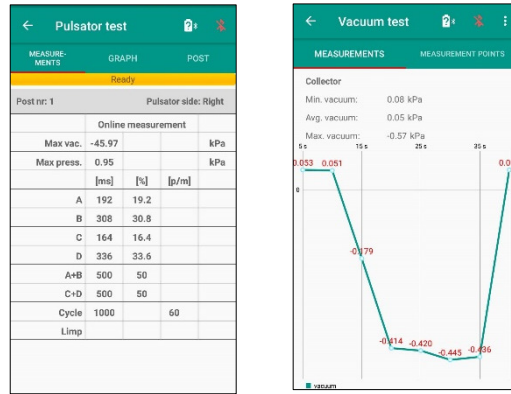 Pulsator test
MEASURE-
MENTS
GRAPH
POST
Ready
Post nr: 1 Pulsator side: Right
Online measurement
Max vac. -45.97 kPa
Max press. 0.95 kPa
[ms] [%] [p/m]
A 192 19.2
B 308 30.8
C 164 16.4
D 336 33.6
A+B 500 50
C+D 500 50
Cycle 1000 60
Limp
Vacuum test
MEASUREMENTS
MEASUREMENT POINTS
Collector
Min. vacuum: 0.08 kPa
Avg. vacuum: 0.05 kPa
Max. vacuum: -0.57 kPa
5 s 15 s 25 s 35 s
0.053 0.051 0.0
0
-0.179
-0.414 -0.420 -0.445 -0.436
vacuum